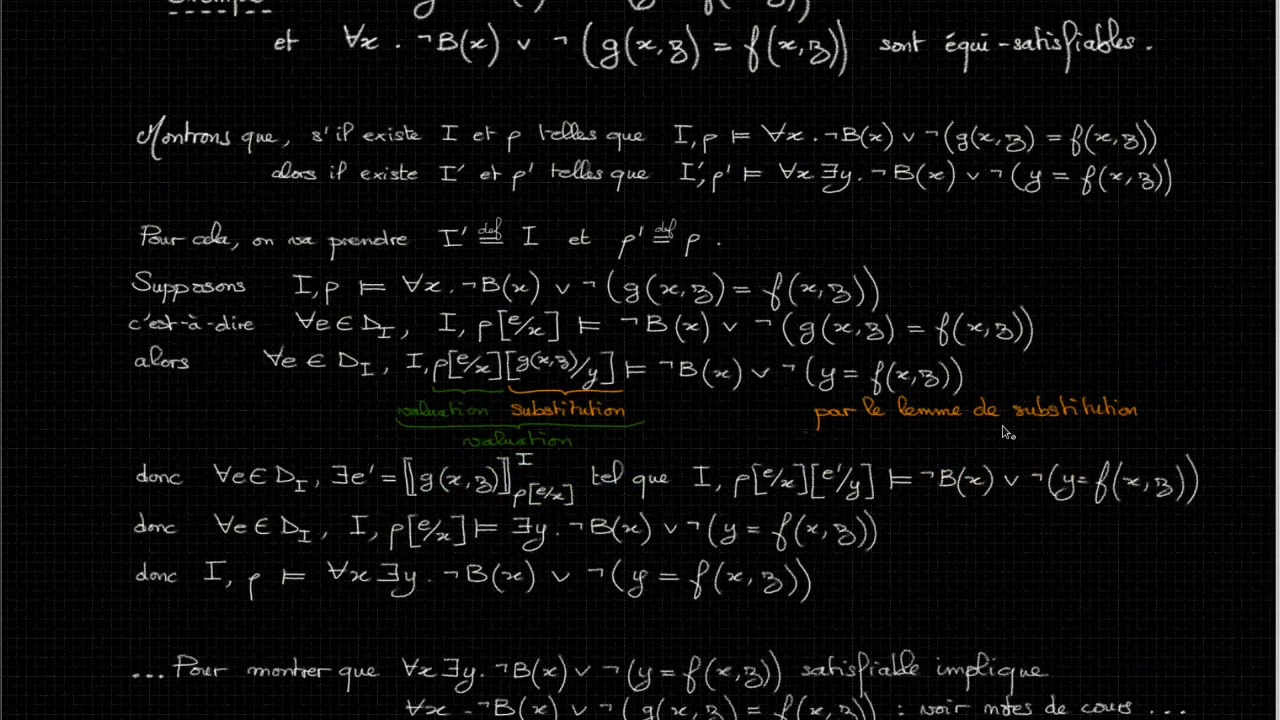 Exemple
et ∀x . ¬B(x) ∨ ¬(g(x,z) = f(x,z)) sont équi-satisfiables.
Montrons que, s'il existe I et ρ telles que I,ρ ⊨ ∀x.¬B(x) ∨ ¬(g(x,z) = f(x,z))
alors il existe I' et ρ' telles que I',ρ' ⊨ ∀x ∃y. ¬B(x) ∨ ¬(y = f(x,z))
Pour cela, on va prendre I' ≝ I et ρ' ≝ ρ .
Supposons I,ρ ⊨ ∀x.¬B(x) ∨ ¬(g(x,z) = f(x,z))
c'est-à-dire ∀e ∈ D_I , I, ρ[e/x] ⊨ ¬B(x) ∨ ¬(g(x,z) = f(x,z))
alors ∀e ∈ D_I , I,ρ[e/x][g(x,z)/y] ⊨ ¬B(x) ∨ ¬(y = f(x,z))
valuation substitution par le lemme de substitution
valuation
donc ∀e ∈ D_I , ∃e' = ⟦g(x,z)⟧^I_ρ[e/x] tel que I, ρ[e/x][e'/y] ⊨ ¬B(x) ∨ ¬(y = f(x,z))
donc ∀e ∈ D_I , I, ρ[e/x] ⊨ ∃y. ¬B(x) ∨ ¬(y = f(x,z))
donc I, ρ ⊨ ∀x ∃y. ¬B(x) ∨ ¬(y = f(x,z))
... Pour montrer que ∀x ∃y. ¬B(x) ∨ ¬(y = f(x,z)) satisfiable implique
∀x .¬B(x) ∨ ¬(g(x,z) = f(x,z)) : voir notes de cours ...